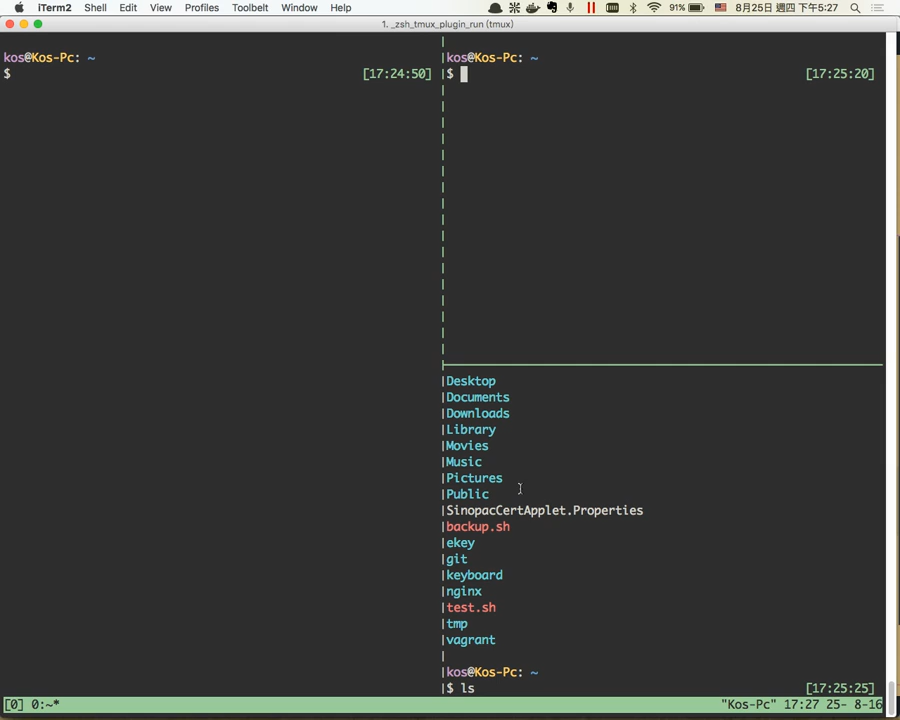 iTerm2 Shell Edit View Profiles Toolbelt Window Help 91% 8月25日 週四 下午5:27
1. _zsh_tmux_plugin_run (tmux)
kos@Kos-Pc: ~
$ [17:24:50]
kos@Kos-Pc: ~
$ [17:25:20]
Desktop
Documents
Downloads
Library
Movies
Music
Pictures
Public
SinopacCertApplet.Properties
backup.sh
ekey
git
keyboard
nginx
test.sh
tmp
vagrant
kos@Kos-Pc: ~
$ ls [17:25:25]
[0] 0:~* "Kos-Pc" 17:27 25- 8-16